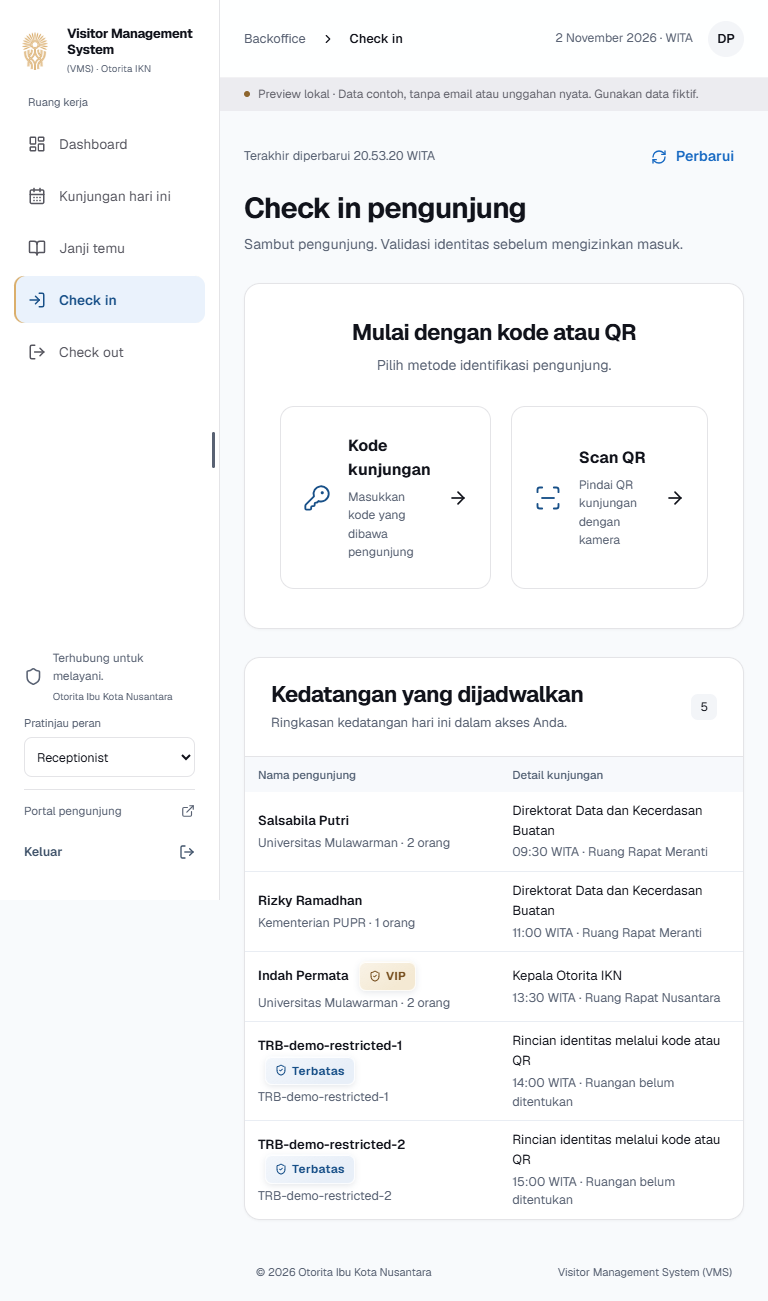 Visitor Management
System
(VMS) · Otorita IKN
Ruang kerja
Dashboard
Kunjungan hari ini
Janji temu
Check in
Check out
Terhubung untuk
melayani.
Otorita Ibu Kota Nusantara
Pratinjau peran
Receptionist
Portal pengunjung
Keluar
Backoffice
Check in
2 November 2026 · WITA
DP
Preview lokal · Data contoh, tanpa email atau unggahan nyata. Gunakan data fiktif.
Terakhir diperbarui 20.53.20 WITA
Perbarui
Check in pengunjung
Sambut pengunjung. Validasi identitas sebelum mengizinkan masuk.
Mulai dengan kode atau QR
Pilih metode identifikasi pengunjung.
Kode
kunjungan
Masukkan
kode yang
dibawa
pengunjung
Scan QR
Pindai QR
kunjungan
dengan
kamera
Kedatangan yang dijadwalkan
Ringkasan kedatangan hari ini dalam akses Anda.
5
Nama pengunjung
Detail kunjungan
Salsabila Putri
Universitas Mulawarman · 2 orang
Direktorat Data dan Kecerdasan
Buatan
09:30 WITA · Ruang Rapat Meranti
Rizky Ramadhan
Kementerian PUPR · 1 orang
Direktorat Data dan Kecerdasan
Buatan
11:00 WITA · Ruang Rapat Meranti
Indah Permata
VIP
Universitas Mulawarman · 2 orang
Kepala Otorita IKN
13:30 WITA · Ruang Rapat Nusantara
TRB-demo-restricted-1
Terbatas
TRB-demo-restricted-1
Rincian identitas melalui kode atau
QR
14:00 WITA · Ruangan belum
ditentukan
TRB-demo-restricted-2
Terbatas
TRB-demo-restricted-2
Rincian identitas melalui kode atau
QR
15:00 WITA · Ruangan belum
ditentukan
© 2026 Otorita Ibu Kota Nusantara
Visitor Management System (VMS)